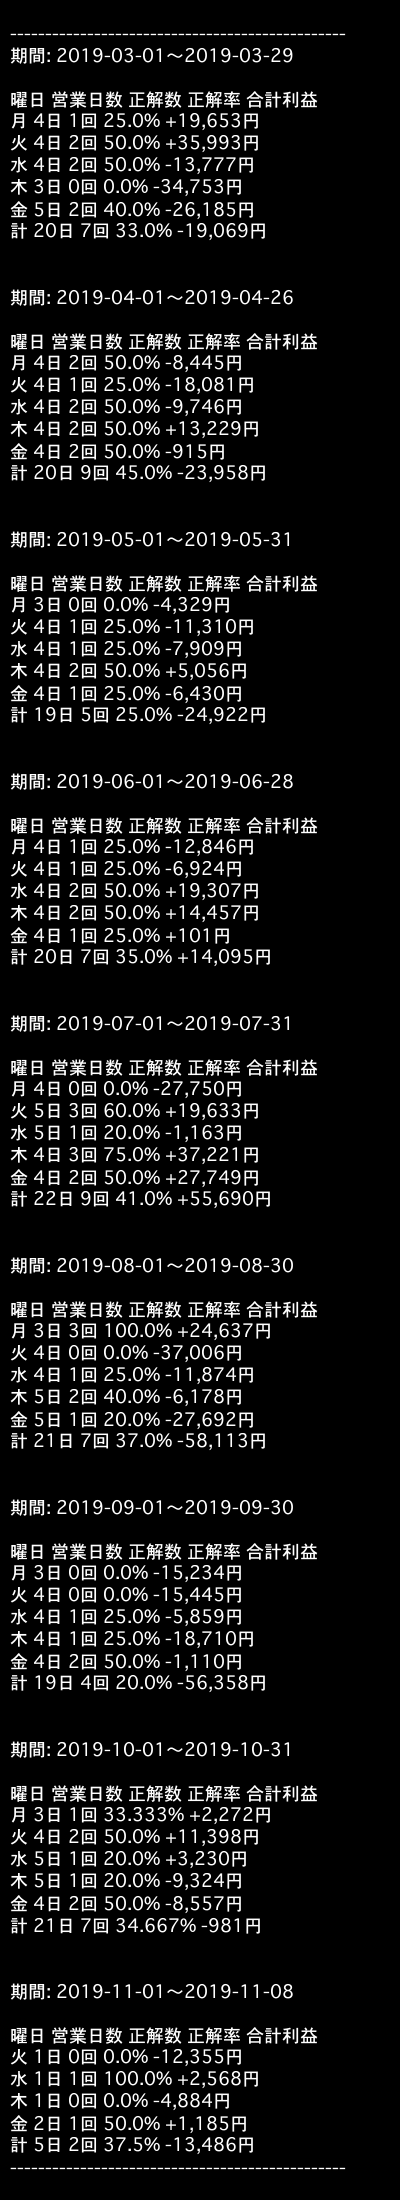 ------------------------------------------------
期間: 2019-03-01〜2019-03-29
曜日 営業日数 正解数 正解率 合計利益
月 4日 1回 25.0% +19,653円
火 4日 2回 50.0% +35,993円
水 4日 2回 50.0% -13,777円
木 3日 0回 0.0% -34,753円
金 5日 2回 40.0% -26,185円
計 20日 7回 33.0% -19,069円
期間: 2019-04-01〜2019-04-26
曜日 営業日数 正解数 正解率 合計利益
月 4日 2回 50.0% -8,445円
火 4日 1回 25.0% -18,081円
水 4日 2回 50.0% -9,746円
木 4日 2回 50.0% +13,229円
金 4日 2回 50.0% -915円
計 20日 9回 45.0% -23,958円
期間: 2019-05-01〜2019-05-31
曜日 営業日数 正解数 正解率 合計利益
月 3日 0回 0.0% -4,329円
火 4日 1回 25.0% -11,310円
水 4日 1回 25.0% -7,909円
木 4日 2回 50.0% +5,056円
金 4日 1回 25.0% -6,430円
計 19日 5回 25.0% -24,922円
期間: 2019-06-01〜2019-06-28
曜日 営業日数 正解数 正解率 合計利益
月 4日 1回 25.0% -12,846円
火 4日 1回 25.0% -6,924円
水 4日 2回 50.0% +19,307円
木 4日 2回 50.0% +14,457円
金 4日 1回 25.0% +101円
計 20日 7回 35.0% +14,095円
期間: 2019-07-01〜2019-07-31
曜日 営業日数 正解数 正解率 合計利益
月 4日 0回 0.0% -27,750円
火 5日 3回 60.0% +19,633円
水 5日 1回 20.0% -1,163円
木 4日 3回 75.0% +37,221円
金 4日 2回 50.0% +27,749円
計 22日 9回 41.0% +55,690円
期間: 2019-08-01〜2019-08-30
曜日 営業日数 正解数 正解率 合計利益
月 3日 3回 100.0% +24,637円
火 4日 0回 0.0% -37,006円
水 4日 1回 25.0% -11,874円
木 5日 2回 40.0% -6,178円
金 5日 1回 20.0% -27,692円
計 21日 7回 37.0% -58,113円
期間: 2019-09-01〜2019-09-30
曜日 営業日数 正解数 正解率 合計利益
月 3日 0回 0.0% -15,234円
火 4日 0回 0.0% -15,445円
水 4日 1回 25.0% -5,859円
木 4日 1回 25.0% -18,710円
金 4日 2回 50.0% -1,110円
計 19日 4回 20.0% -56,358円
期間: 2019-10-01〜2019-10-31
曜日 営業日数 正解数 正解率 合計利益
月 3日 1回 33.333% +2,272円
火 4日 2回 50.0% +11,398円
水 5日 1回 20.0% +3,230円
木 5日 1回 20.0% -9,324円
金 4日 2回 50.0% -8,557円
計 21日 7回 34.667% -981円
期間: 2019-11-01〜2019-11-08
曜日 営業日数 正解数 正解率 合計利益
火 1日 0回 0.0% -12,355円
水 1日 1回 100.0% +2,568円
木 1日 0回 0.0% -4,884円
金 2日 1回 50.0% +1,185円
計 5日 2回 37.5% -13,486円
------------------------------------------------